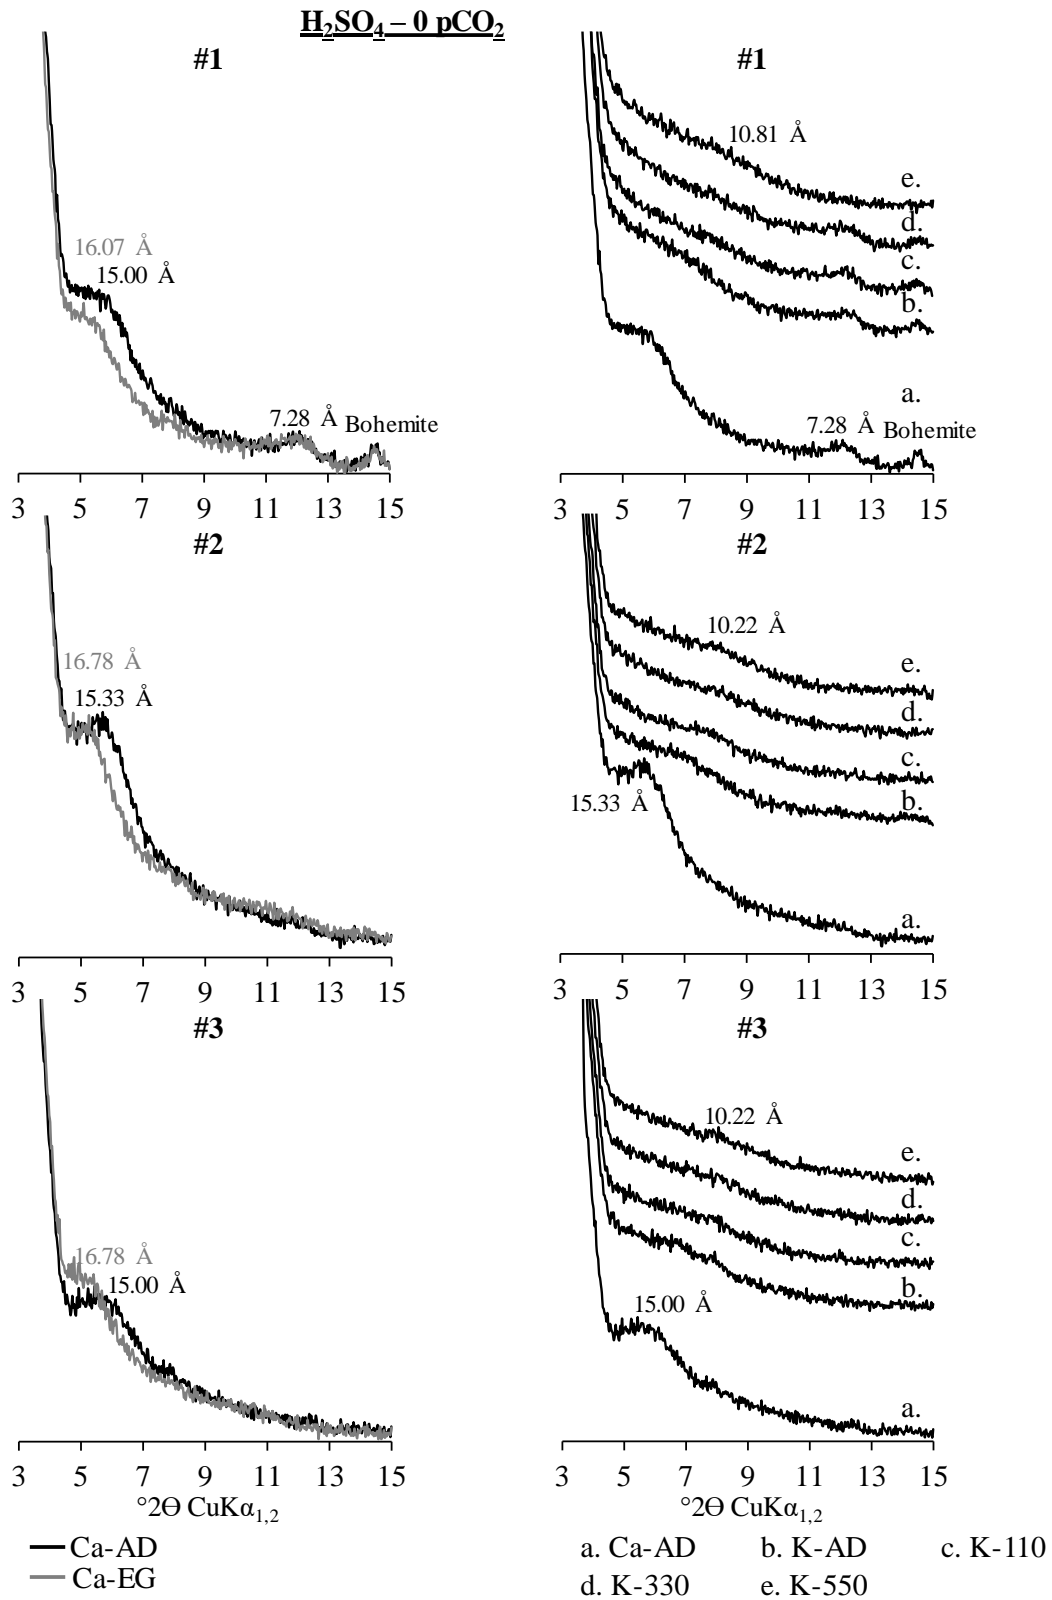 H₂SO₄ – 0 pCO₂
#1
16.07 Å
15.00 Å
7.28 Å Bohemite
3 5 7 9 11 13 15
#1
10.81 Å
e.
d.
c.
b.
a.
7.28 Å Bohemite
3 5 7 9 11 13 15
#2
16.78 Å
15.33 Å
3 5 7 9 11 13 15
#2
10.22 Å
e.
d.
c.
b.
15.33 Å
a.
3 5 7 9 11 13 15
#3
16.78 Å
15.00 Å
3 5 7 9 11 13 15
°2Θ CuKα₁,₂
#3
10.22 Å
e.
d.
c.
b.
15.00 Å
a.
3 5 7 9 11 13 15
°2Θ CuKα₁,₂
Ca-AD
Ca-EG
a. Ca-AD b. K-AD c. K-110
d. K-330 e. K-550